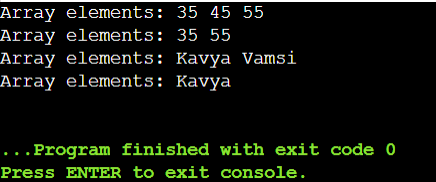 Array elements: 35 45 55
Array elements: 35 55
Array elements: Kavya Vamsi
Array elements: Kavya
...Program finished with exit code 0
Press ENTER to exit console.